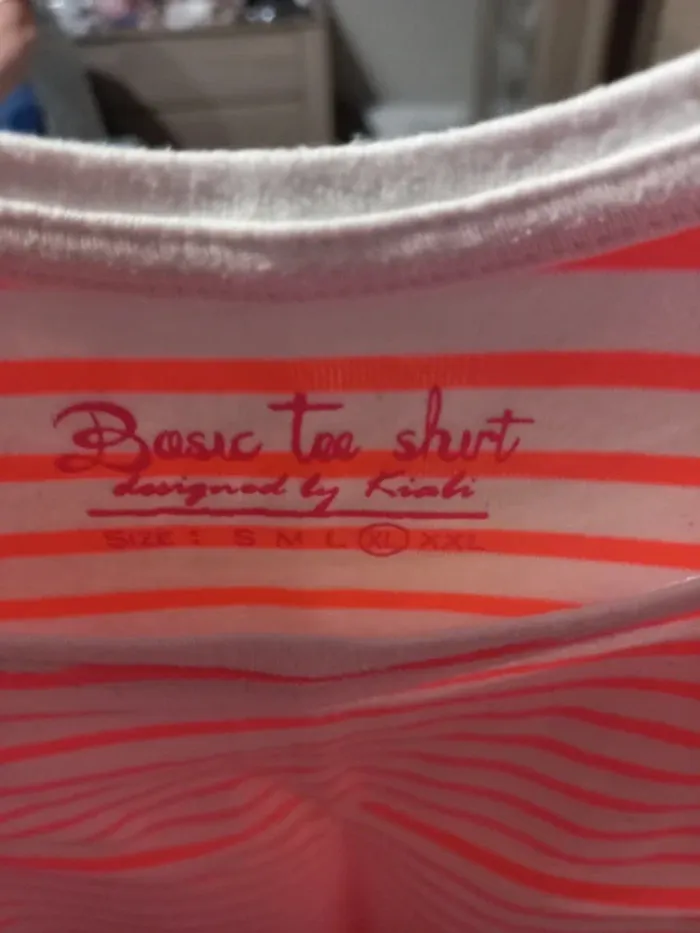 Basic tee shirt
designed by Kiabi
SIZE : S M L XL XXL